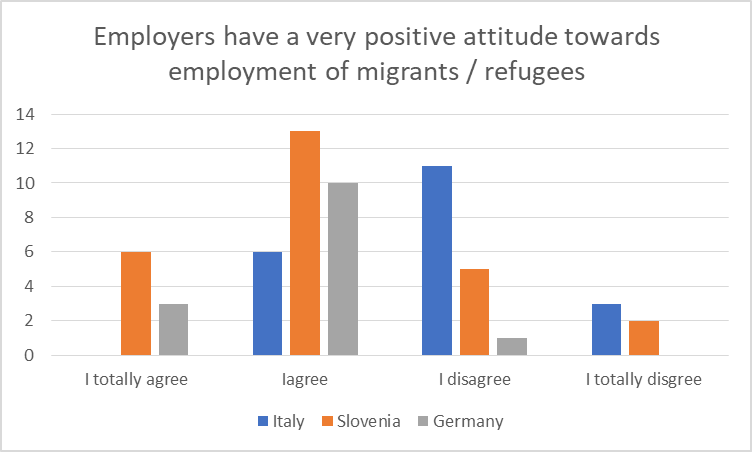 Employers have a very positive attitude towards
employment of migrants / refugees
14
12
10
8
6
4
2
0
I totally agree Iagree I disagree I totally disgree
Italy Slovenia Germany